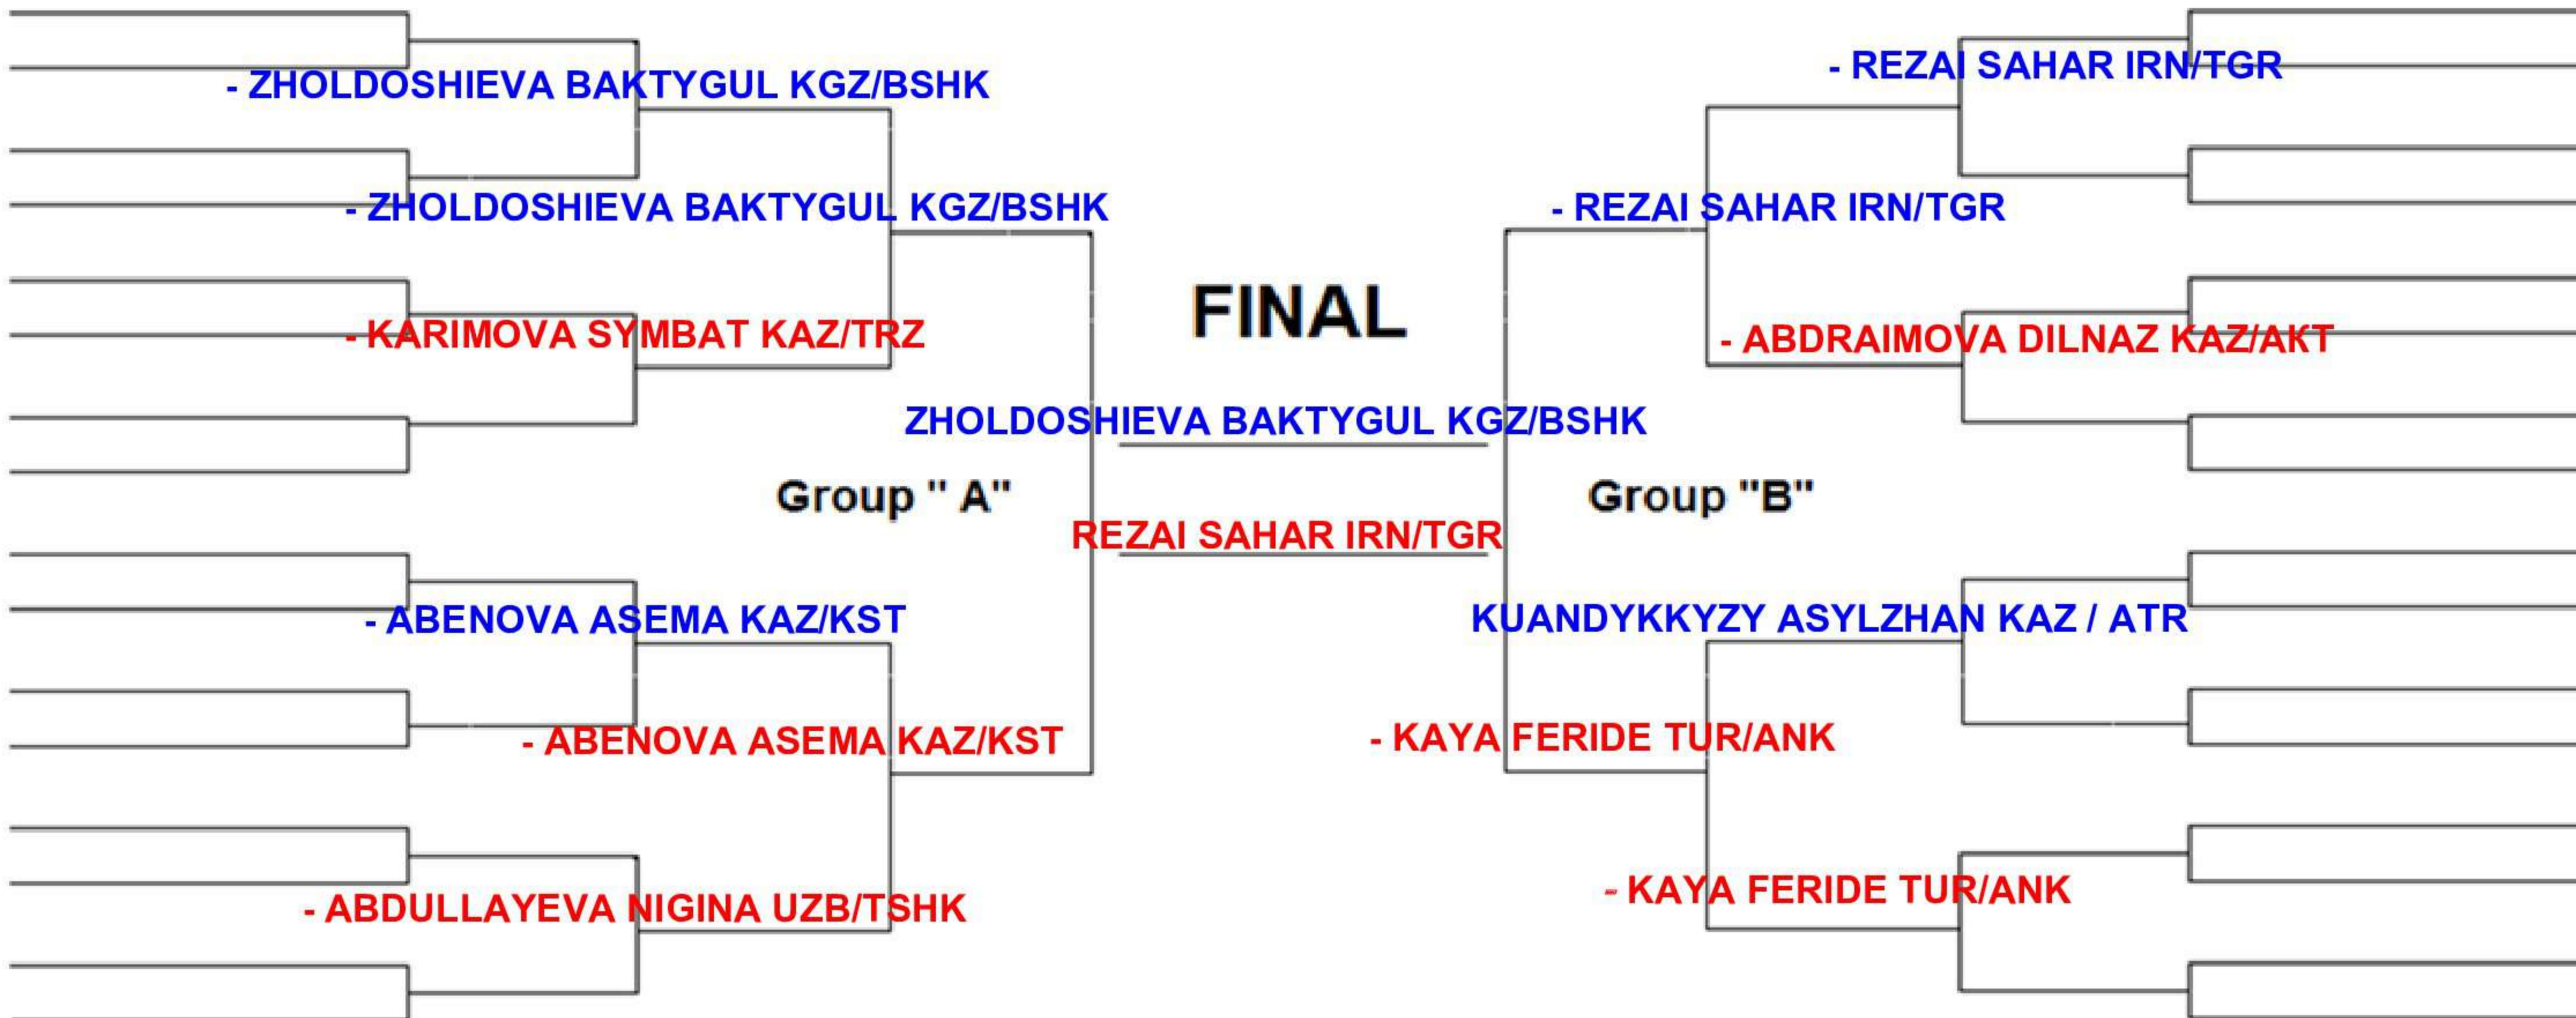 - ZHOLDOSHIEVA BAKTYGUL KGZ/BSHK
- ZHOLDOSHIEVA BAKTYGUL KGZ/BSHK
- KARIMOVA SYMBAT KAZ/TRZ
Group " A"
- ABENOVA ASEMA KAZ/KST
- ABENOVA ASEMA KAZ/KST
- ABDULLAYEVA NIGINA UZB/TSHK
FINAL
ZHOLDOSHIEVA BAKTYGUL KGZ/BSHK
REZAI SAHAR IRN/TGR
- REZAI SAHAR IRN/TGR
- REZAI SAHAR IRN/TGR
- ABDRAIMOVA DILNAZ KAZ/AKT
Group "B"
KUANDYKKYZY ASYLZHAN KAZ / ATR
- KAYA FERIDE TUR/ANK
- KAYA FERIDE TUR/ANK